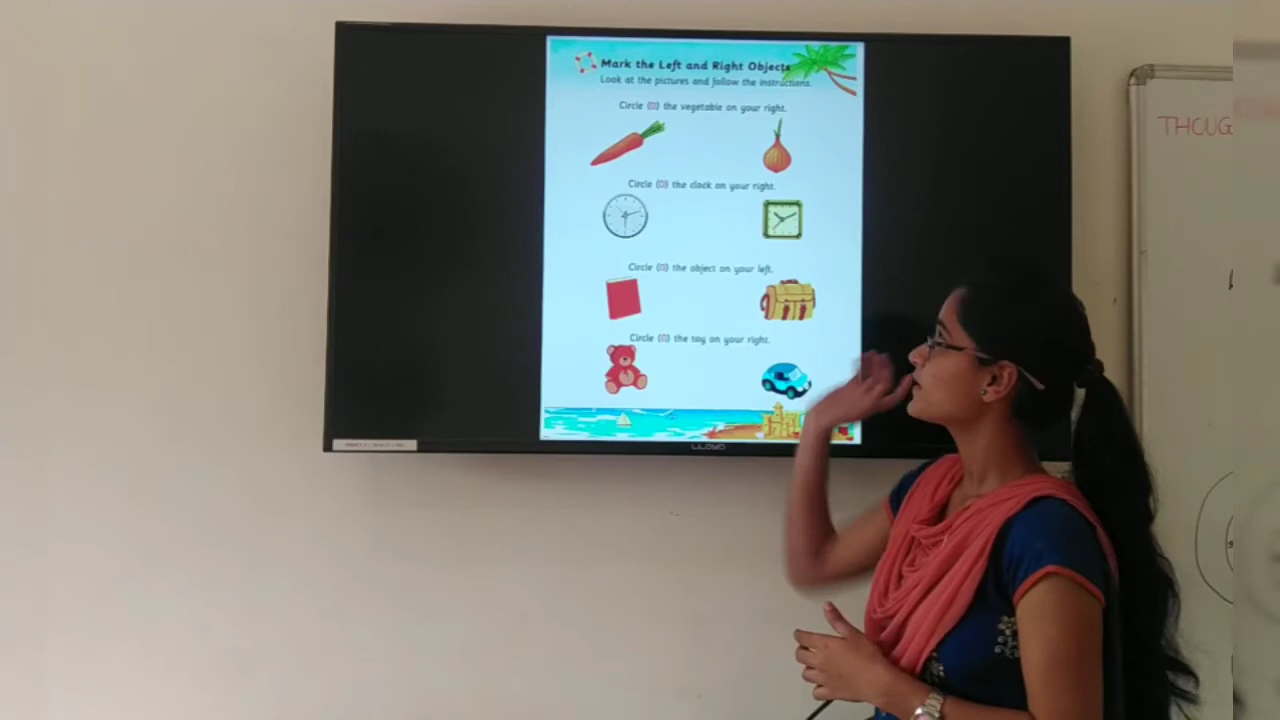 Mark the Left and Right Objects
Look at the pictures and follow the instructions.
Circle (O) the vegetable on your right.
Circle (O) the clock on your right.
Circle (O) the object on your left.
Circle (O) the toy on your right.
LLOYD
THOUG